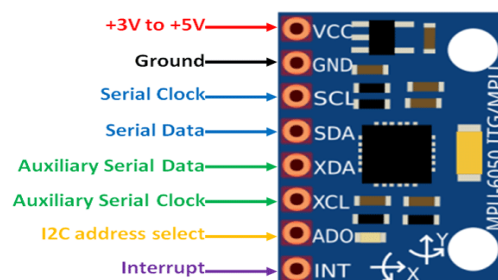 +3V to +5V VCC
Ground GND
Serial Clock SCL
Serial Data SDA
Auxiliary Serial Data XDA
Auxiliary Serial Clock XCL
I2C address select ADO
Interrupt INT
MPU-6050 ITG/MPU
Y
X